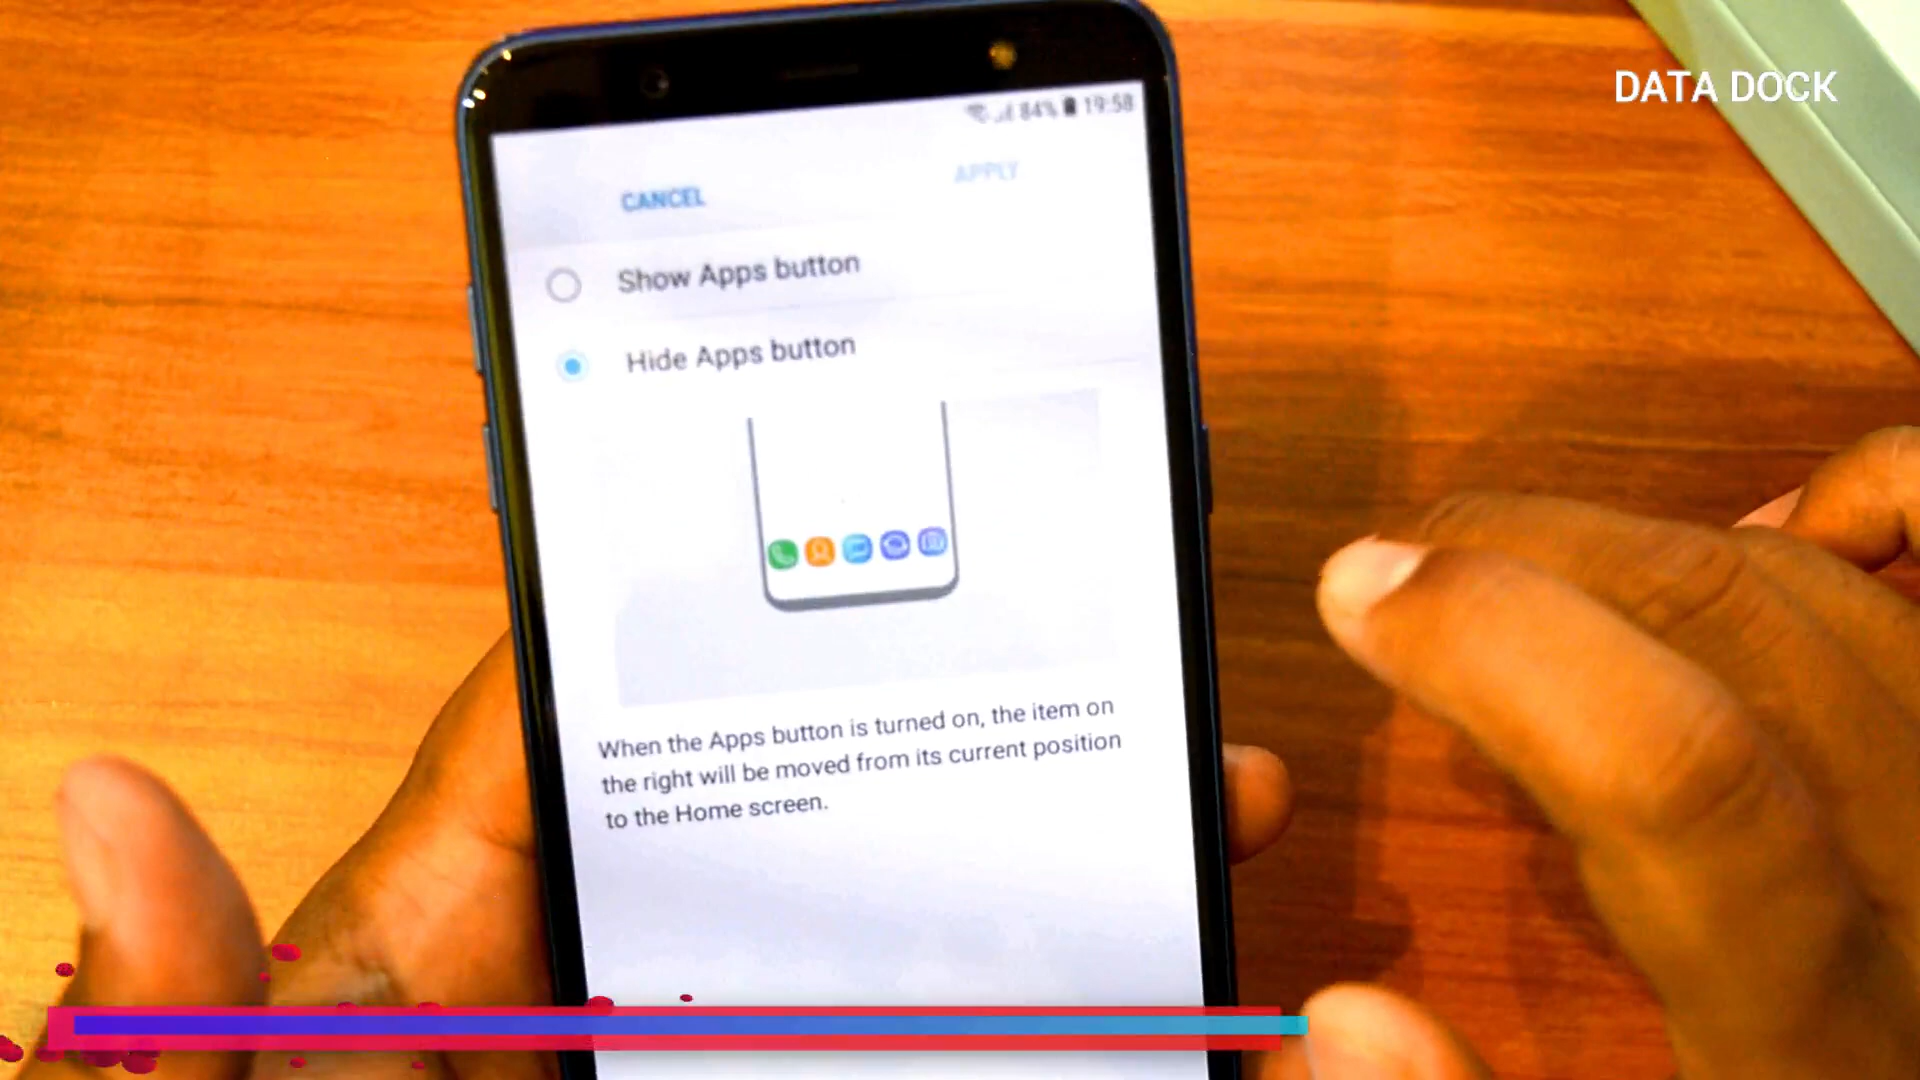 DATA DOCK
84% 19:58
CANCEL APPLY
Show Apps button
Hide Apps button
When the Apps button is turned on, the item on
the right will be moved from its current position
to the Home screen.